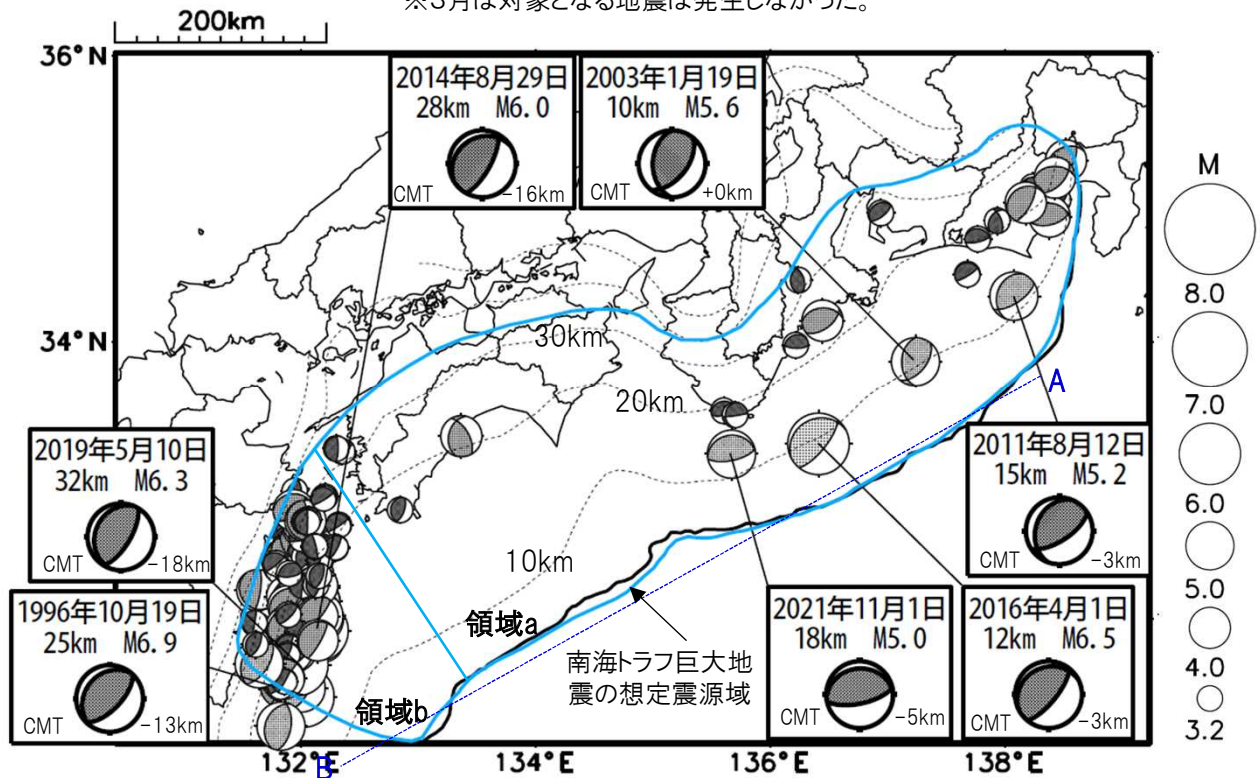 ※3月は対象となる地震は発生しなかった。
200km
36°N
2014年8月29日
28km M6.0
CMT
-16km
2003年1月19日
10km M5.6
CMT
+0km
M
8.0
7.0
6.0
5.0
4.0
3.2
34°N
30km
20km
10km
A
2019年5月10日
32km M6.3
CMT
-18km
2011年8月12日
15km M5.2
CMT
-3km
1996年10月19日
25km M6.9
CMT
-13km
領域a
領域b
南海トラフ巨大地
震の想定震源域
2021年11月1日
18km M5.0
CMT
-5km
2016年4月1日
12km M6.5
CMT
-3km
B
132°E
134°E
136°E
138°E